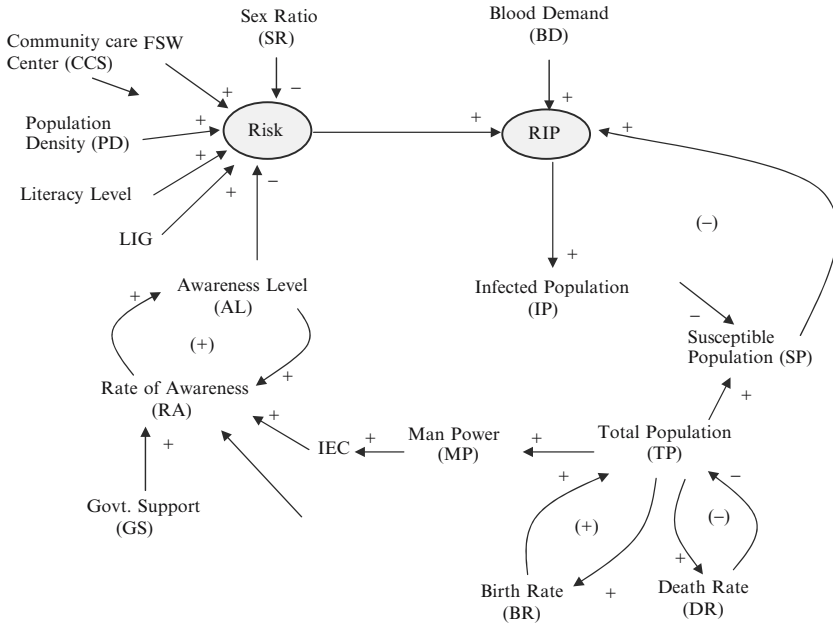 Sex Ratio
(SR)
Blood Demand
(BD)
Community care FSW
Center (CCS)
+
−
+
+
Population
Density (PD)
+
Risk
+
RIP
+
+
Literacy Level
+
−
LIG
(−)
+
Infected Population
(IP)
Awareness Level
(AL)
+
(+)
−
Susceptible
Population (SP)
+
Rate of Awareness
(RA)
+
+
+
IEC
+
Man Power
(MP)
+
Total Population
(TP)
+
−
Govt. Support
(GS)
(+)
(−)
+
+
Birth Rate
(BR)
Death Rate
(DR)